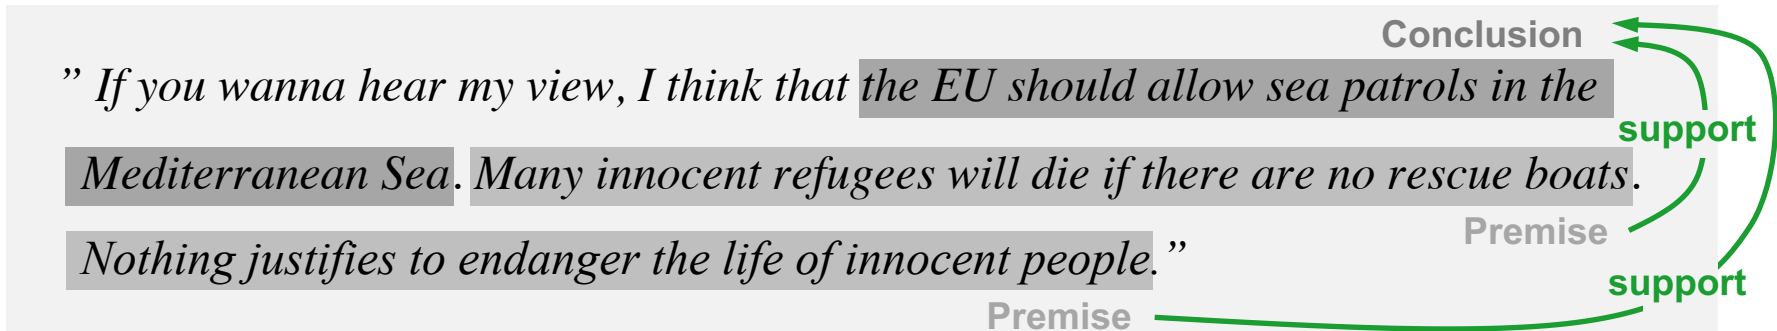 Conclusion
” If you wanna hear my view, I think that the EU should allow sea patrols in the
support
Mediterranean Sea. Many innocent refugees will die if there are no rescue boats.
Premise
Nothing justifies to endanger the life of innocent people.”
support
Premise